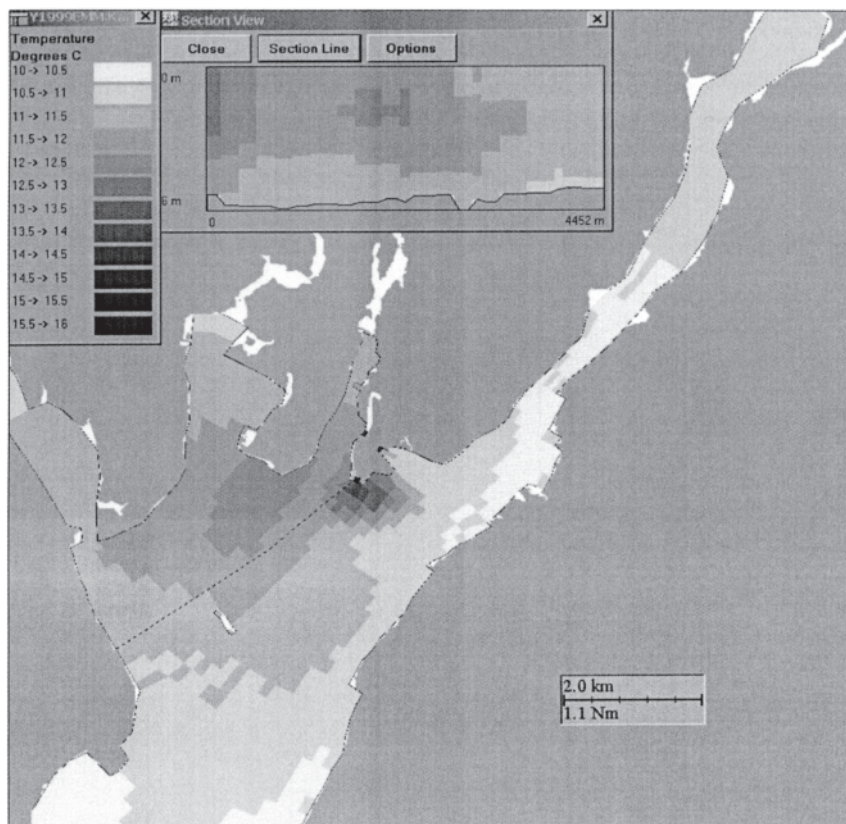 Temperature
Degrees C
10 -> 10.5
10.5 -> 11
11 -> 11.5
11.5 -> 12
12 -> 12.5
12.5 -> 13
13 -> 13.5
13.5 -> 14
14 -> 14.5
14.5 -> 15
15 -> 15.5
15.5 -> 16
Section View
Close
Section Line
Options
0 m
6 m
0
4452 m
2.0 km
1.1 Nm